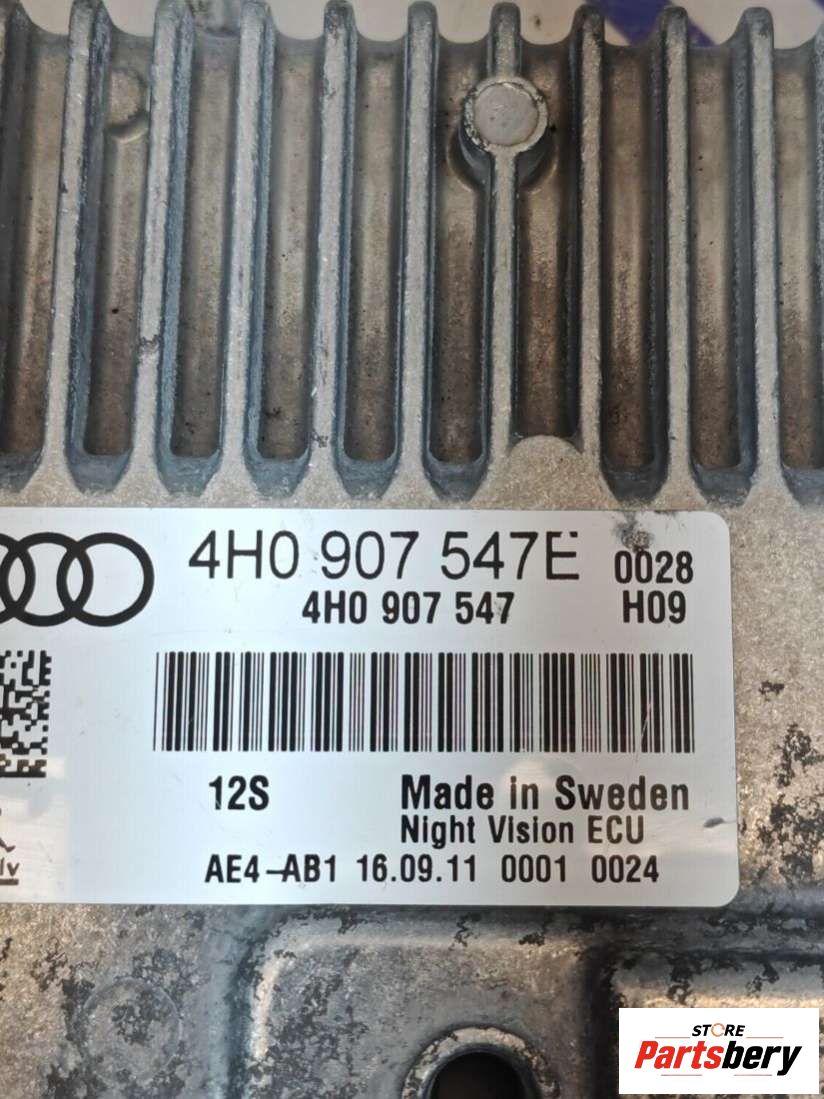 4H0 907 547E 0028
4H0 907 547 H09
12S Made in Sweden
Night Vision ECU
AE4-AB1 16.09.11 0001 0024
STORE
Partsbery